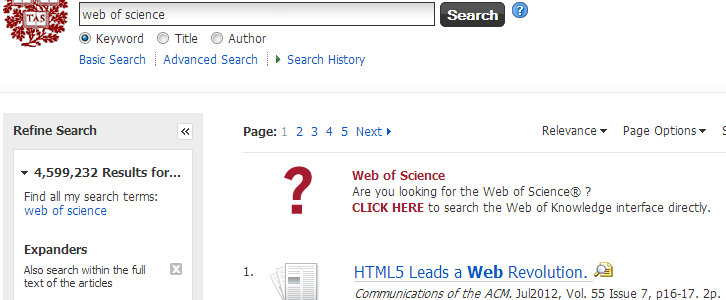 TAS
web of science
Search
?
Keyword Title Author
Basic Search Advanced Search Search History
Refine Search «
Page: 1 2 3 4 5 Next Relevance Page Options S
4,599,232 Results for...
Find all my search terms:
web of science
Expanders
Also search within the full
text of the articles
?
Web of Science
Are you looking for the Web of Science® ?
CLICK HERE to search the Web of Knowledge interface directly.
1. HTML5 Leads a Web Revolution.
Communications of the ACM. Jul2012, Vol. 55 Issue 7, p16-17. 2p.